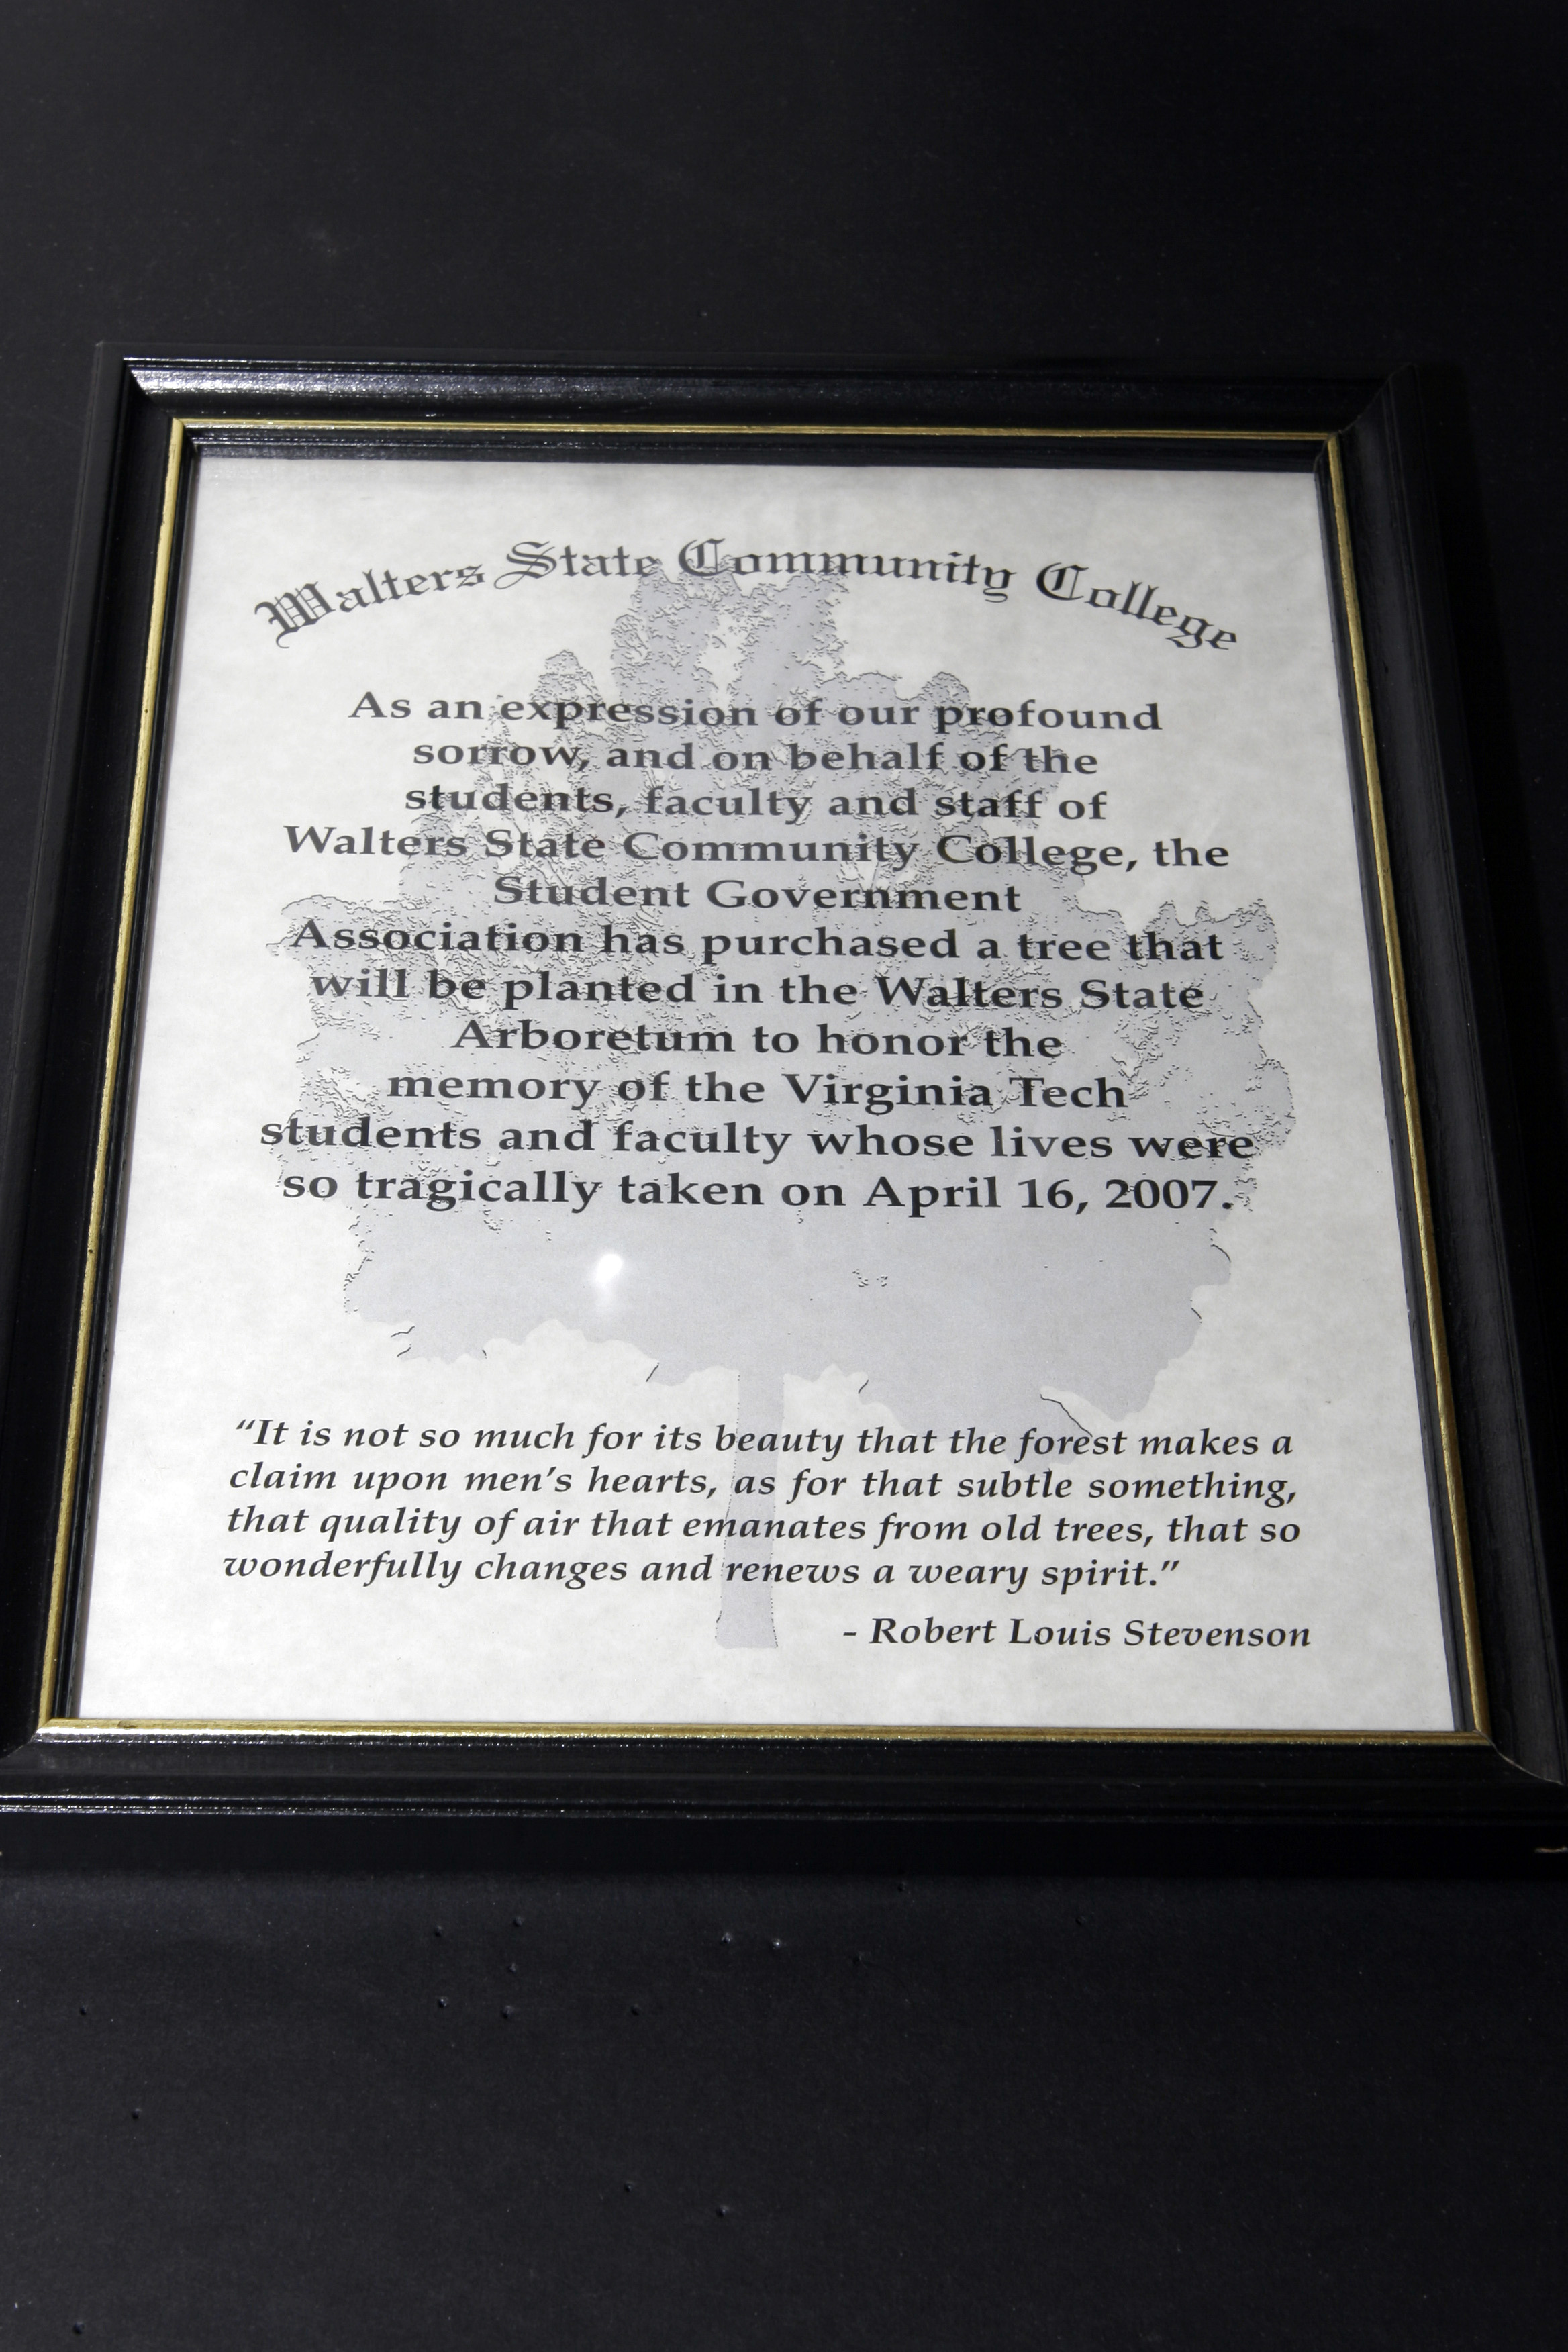 Walters State Community College
As an expression of our profound
sorrow, and on behalf of the
students, faculty and staff of
Walters State Community College, the
Student Government
Association has purchased a tree that
will be planted in the Walters State
Arboretum to honor the
memory of the Virginia Tech
students and faculty whose lives were
so tragically taken on April 16, 2007.
“It is not so much for its beauty that the forest makes a
claim upon men’s hearts, as for that subtle something,
that quality of air that emanates from old trees, that so
wonderfully changes and renews a weary spirit.”
- Robert Louis Stevenson